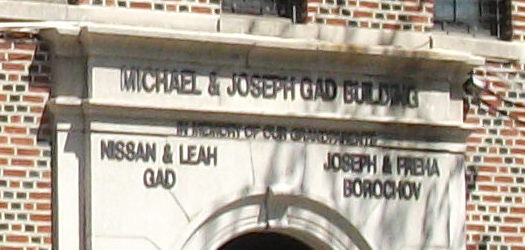 MICHAEL & JOSEPH GAD BUILDING
IN MEMORY OF OUR GRANDPARENTS
NISSAN & LEAH
GAD
JOSEPH & FREHA
BOROCHOV